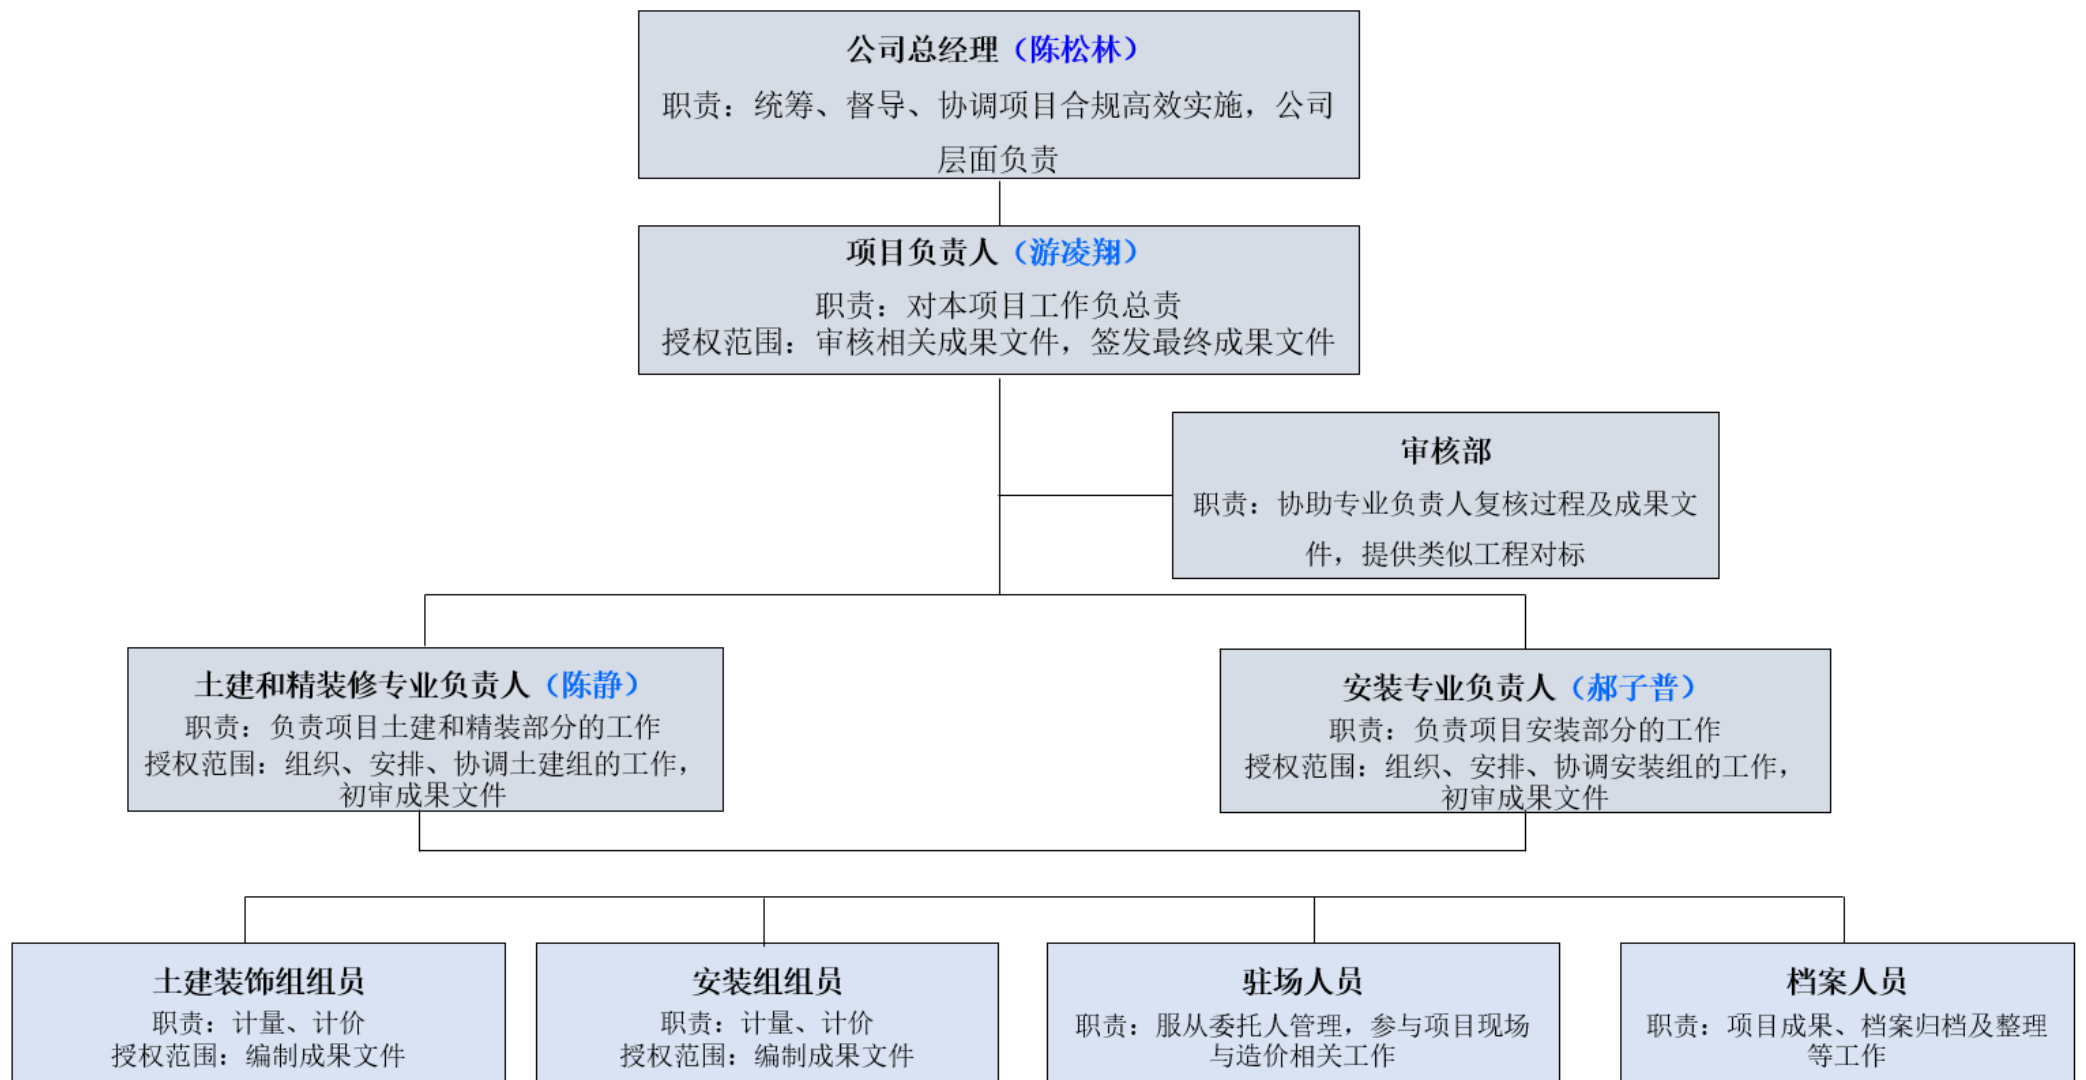 公司总经理（陈松林）
职责：统筹、督导、协调项目合规高效实施，公司
层面负责
项目负责人（游凌翔）
职责：对本项目工作负总责
授权范围：审核相关成果文件，签发最终成果文件
审核部
职责：协助专业负责人复核过程及成果文
件，提供类似工程对标
土建和精装修专业负责人（陈静）
职责：负责项目土建和精装部分的工作
授权范围：组织、安排、协调土建组的工作，
初审成果文件
安装专业负责人（郝子普）
职责：负责项目安装部分的工作
授权范围：组织、安排、协调安装组的工作，
初审成果文件
土建装饰组组员
职责：计量、计价
授权范围：编制成果文件
安装组组员
职责：计量、计价
授权范围：编制成果文件
驻场人员
职责：服从委托人管理，参与项目现场
与造价相关工作
档案人员
职责：项目成果、档案归档及整理
等工作